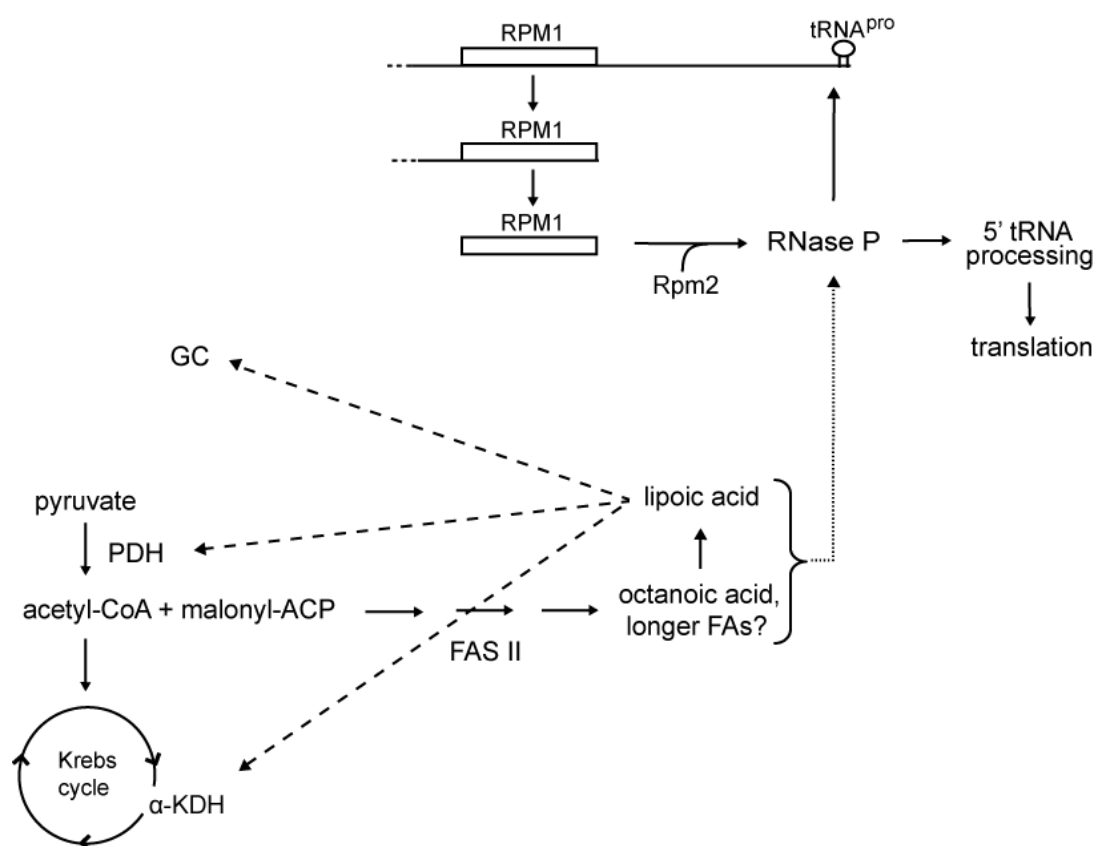 RPM1
tRNApro
RPM1
RPM1
RNase P
5’ tRNA
processing
Rpm2
translation
GC
pyruvate
lipoic acid
PDH
acetyl-CoA + malonyl-ACP
octanoic acid,
longer FAs?
FAS II
Krebs
cycle
α-KDH